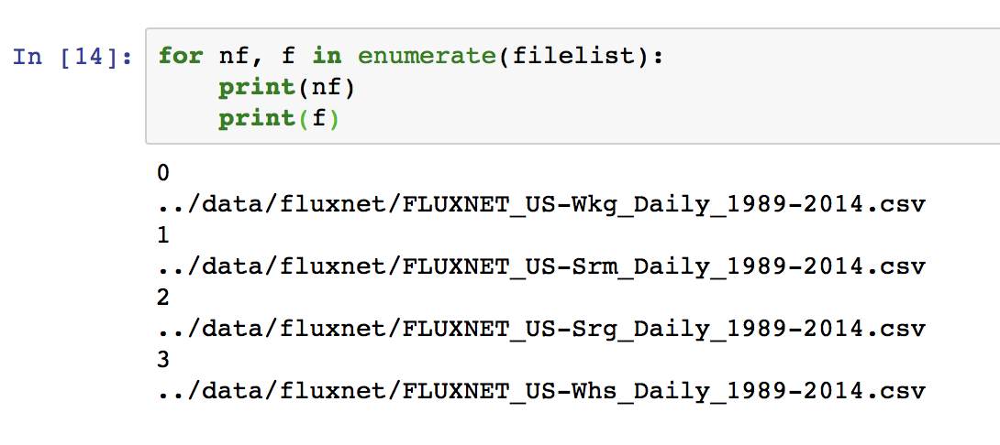 In [14]: for nf, f in enumerate(filelist):
    print(nf)
    print(f)
0
../data/fluxnet/FLUXNET_US-Wkg_Daily_1989-2014.csv
1
../data/fluxnet/FLUXNET_US-Srm_Daily_1989-2014.csv
2
../data/fluxnet/FLUXNET_US-Srg_Daily_1989-2014.csv
3
../data/fluxnet/FLUXNET_US-Whs_Daily_1989-2014.csv